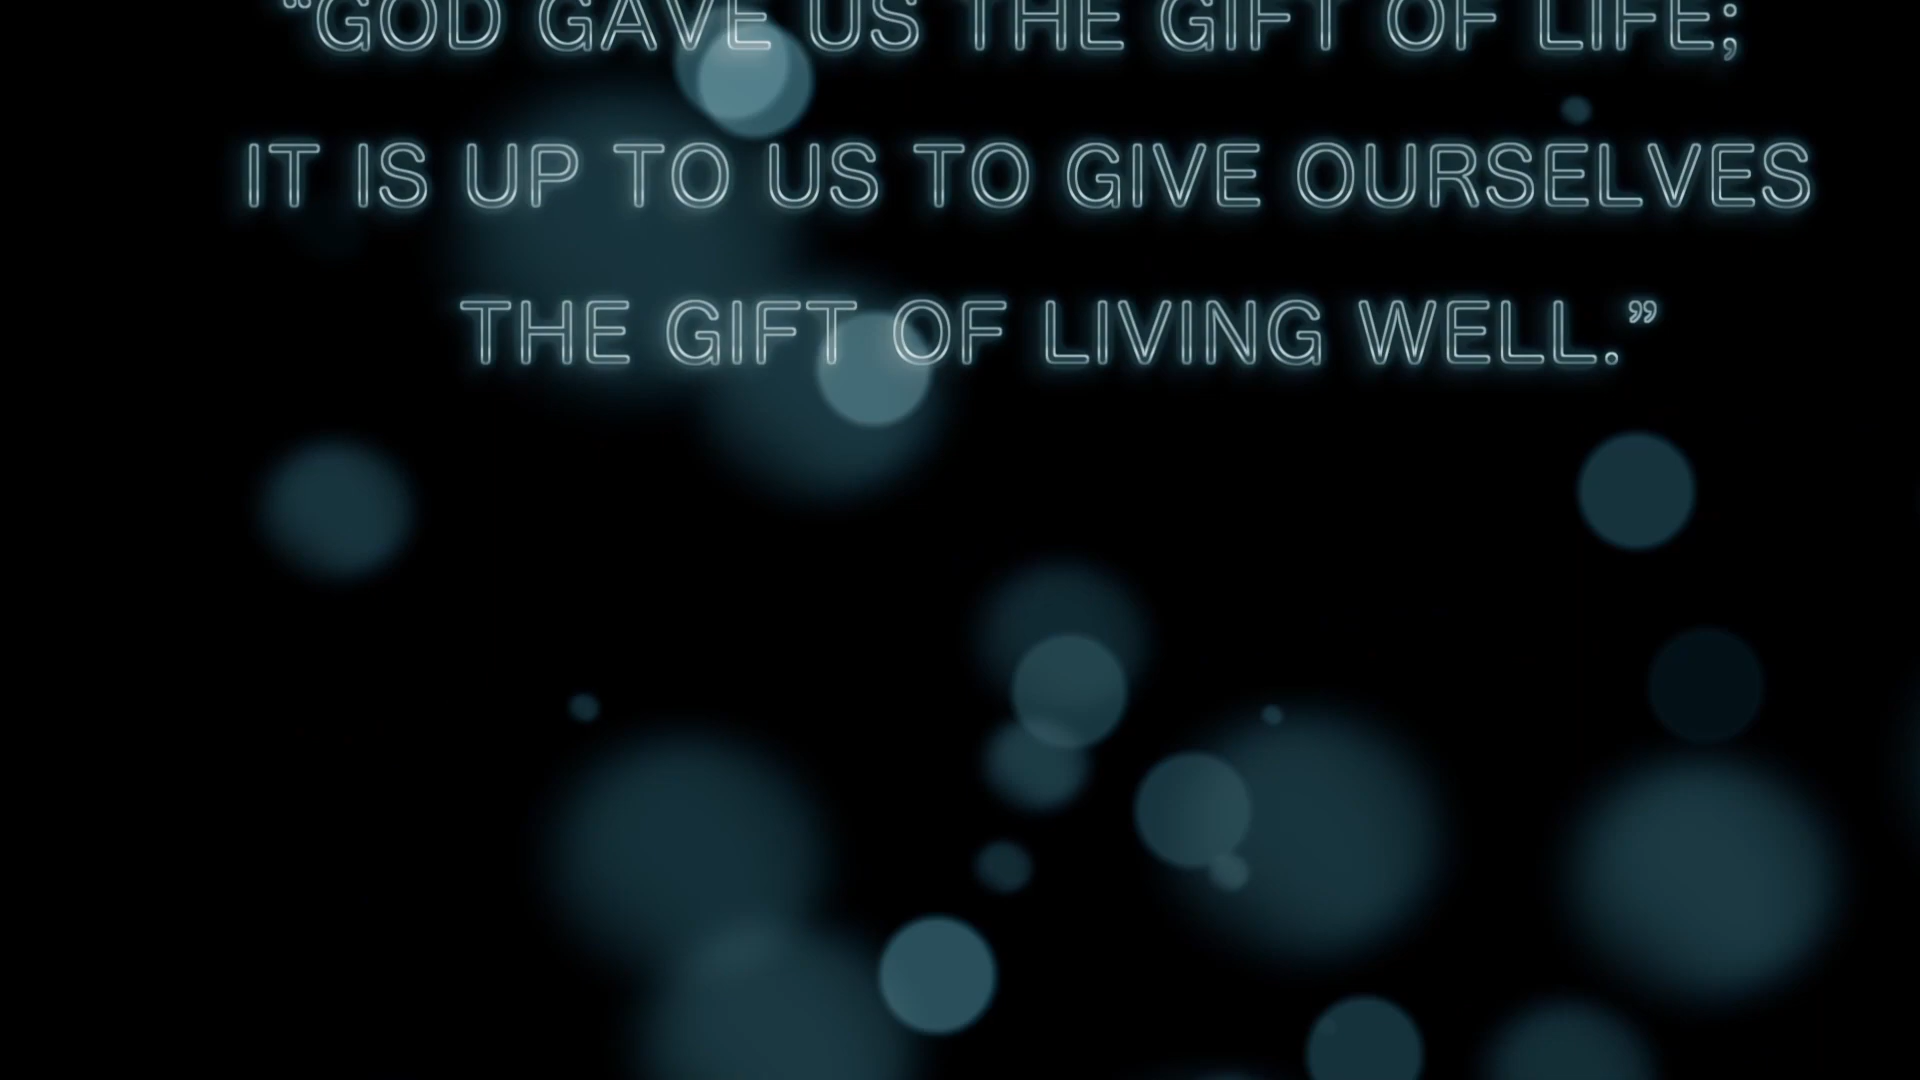 “GOD GAVE US THE GIFT OF LIFE;
IT IS UP TO US TO GIVE OURSELVES
THE GIFT OF LIVING WELL.”